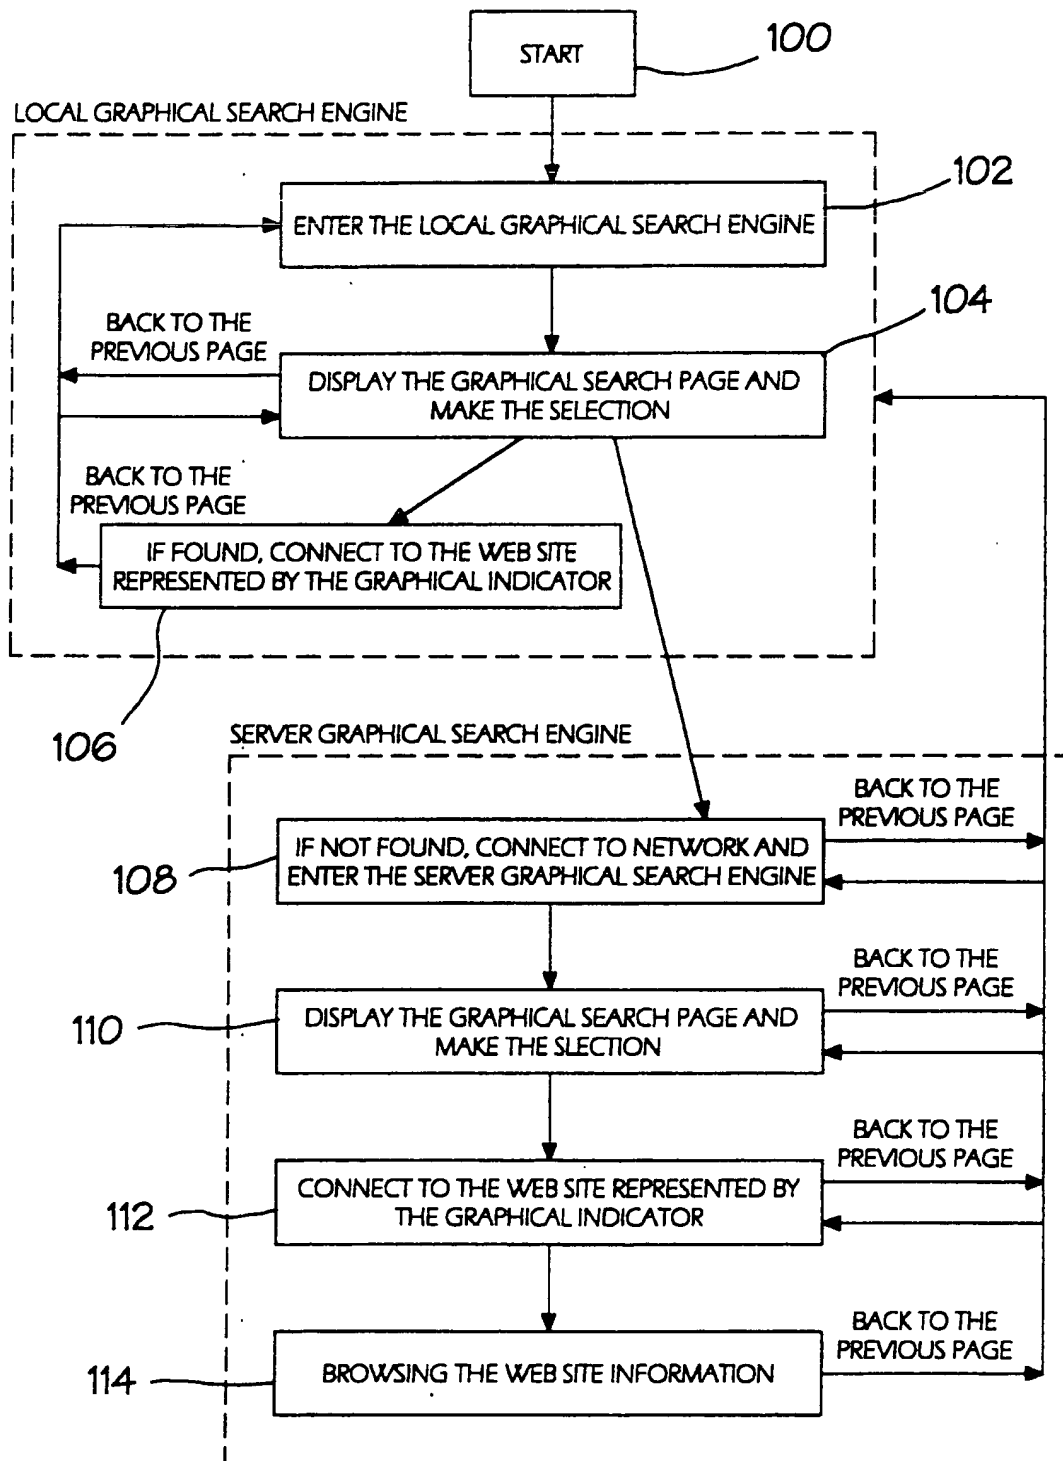 START
100
LOCAL GRAPHICAL SEARCH ENGINE
102
ENTER THE LOCAL GRAPHICAL SEARCH ENGINE
104
BACK TO THE
PREVIOUS PAGE
DISPLAY THE GRAPHICAL SEARCH PAGE AND
MAKE THE SELECTION
BACK TO THE
PREVIOUS PAGE
IF FOUND, CONNECT TO THE WEB SITE
REPRESENTED BY THE GRAPHICAL INDICATOR
106
SERVER GRAPHICAL SEARCH ENGINE
BACK TO THE
PREVIOUS PAGE
108
IF NOT FOUND, CONNECT TO NETWORK AND
ENTER THE SERVER GRAPHICAL SEARCH ENGINE
BACK TO THE
PREVIOUS PAGE
110
DISPLAY THE GRAPHICAL SEARCH PAGE AND
MAKE THE SLECTION
BACK TO THE
PREVIOUS PAGE
112
CONNECT TO THE WEB SITE REPRESENTED BY
THE GRAPHICAL INDICATOR
BACK TO THE
PREVIOUS PAGE
114
BROWSING THE WEB SITE INFORMATION